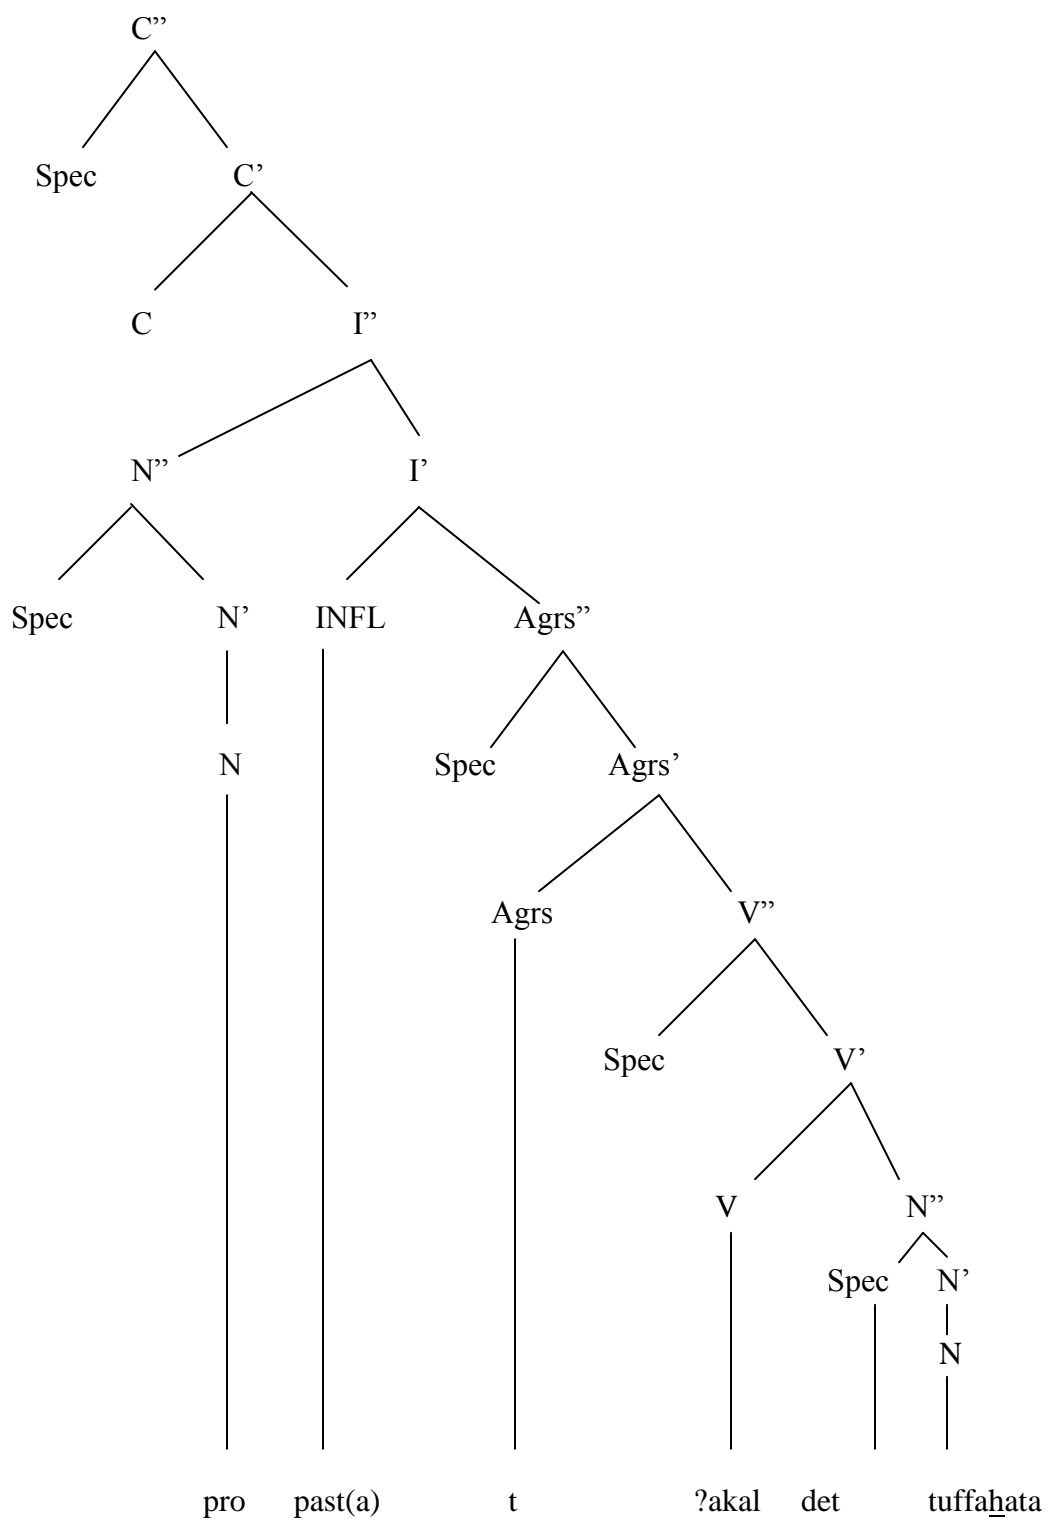 C”
Spec C’
C I”
N” I’
Spec N’ INFL Agrs”
N Spec Agrs’
Agrs V”
Spec V’
V N”
Spec N’
N
pro past(a) t ?akal det tuffahata